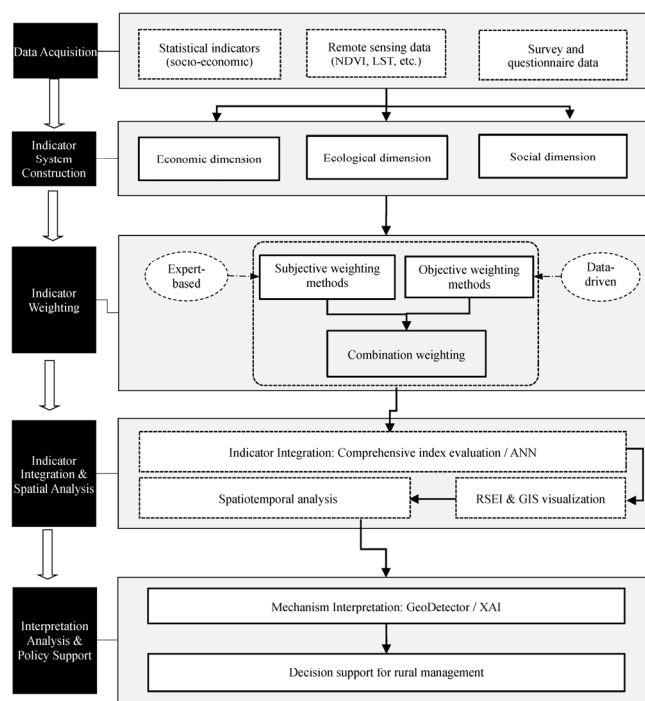 Data Acquisition
Statistical indicators
(socio-economic)
Remote sensing data
(NDVI, LST, etc.)
Survey and
questionnaire data
Indicator
System
Construction
Economic dimension
Ecological dimension
Social dimension
Indicator
Weighting
Expert-
based
Subjective weighting
methods
Objective weighting
methods
Data-
driven
Combination weighting
Indicator
Integration &
Spatial Analysis
Indicator Integration: Comprehensive index evaluation / ANN
Spatiotemporal analysis
RSEI & GIS visualization
Interpretation
Analysis &
Policy Support
Mechanism Interpretation: GeoDetector / XAI
Decision support for rural management